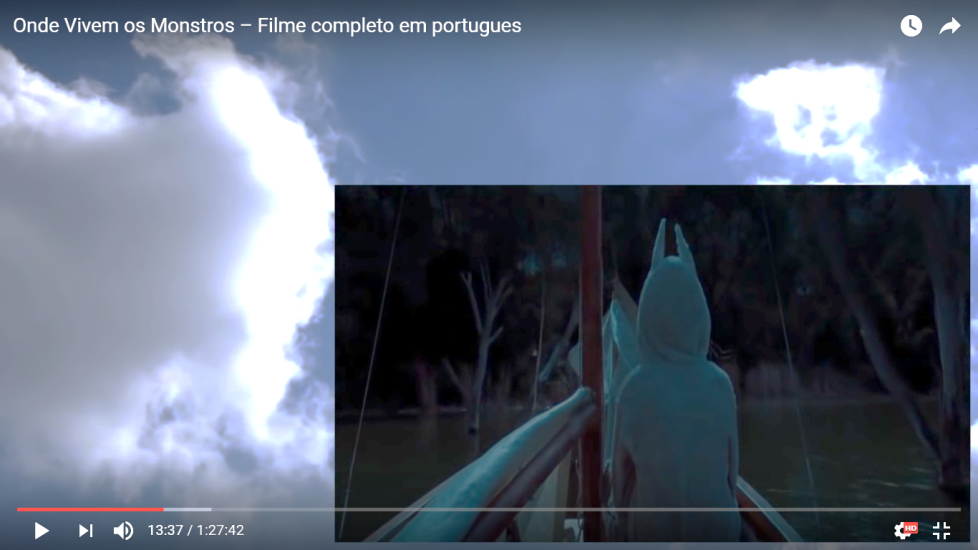 Onde Vivem os Monstros – Filme completo em portugues
13:37 / 1:27:42
HD